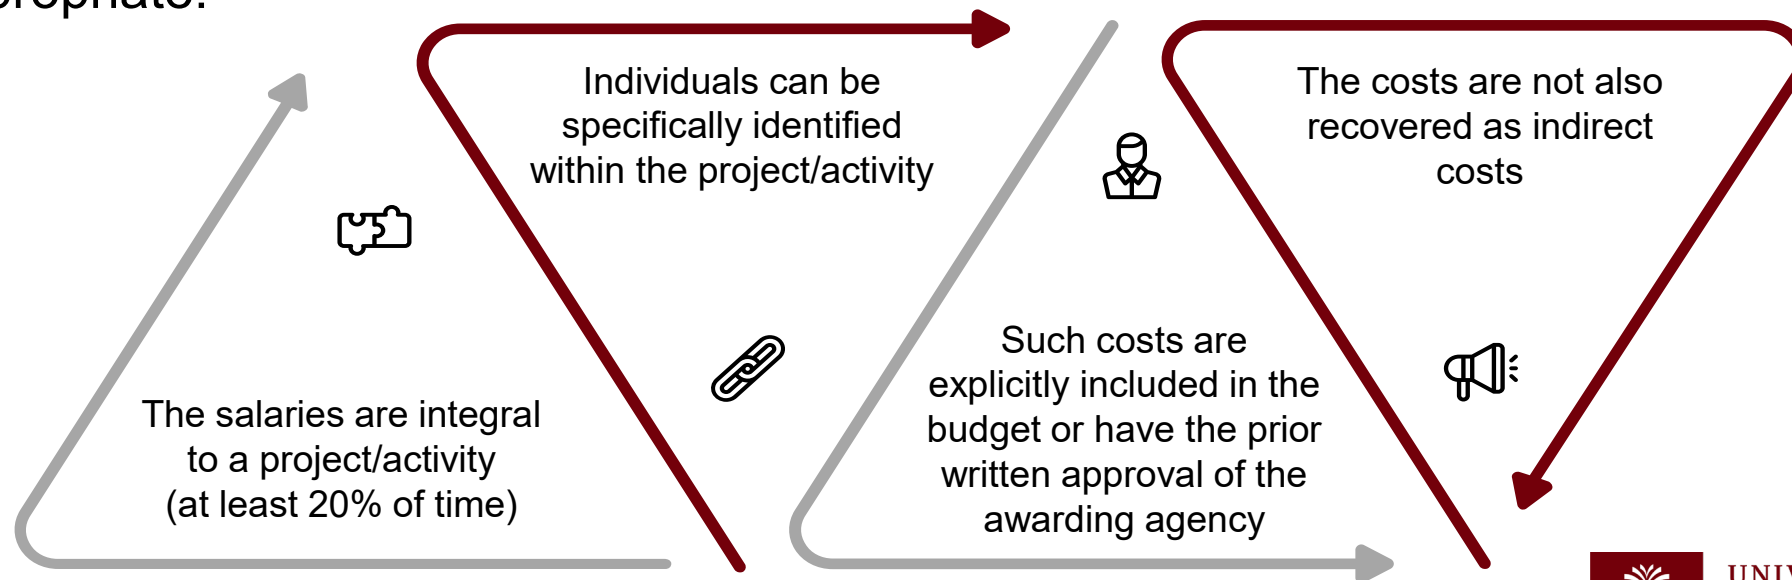 The salaries are integral
to a project/activity
(at least 20% of time)
Individuals can be
specifically identified
within the project/activity
Such costs are
explicitly included in the
budget or have the prior
written approval of the
awarding agency
The costs are not also
recovered as indirect
costs